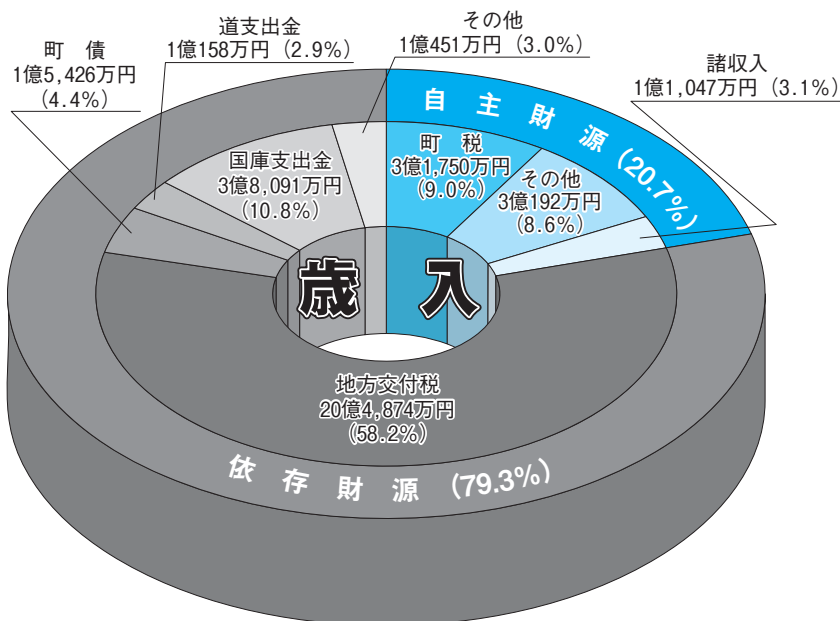 町　債
1億5,426万円
(4.4%)
道支出金
1億158万円（2.9%）
その他
1億451万円（3.0%）
諸収入
1億1,047万円（3.1%）
自主財源（20.7%）
国庫支出金
3億8,091万円
(10.8%)
町　税
3億1,750万円
(9.0%)
その他
3億192万円
(8.6%)
歳入
地方交付税
20億4,874万円
(58.2%)
依存財源（79.3%）